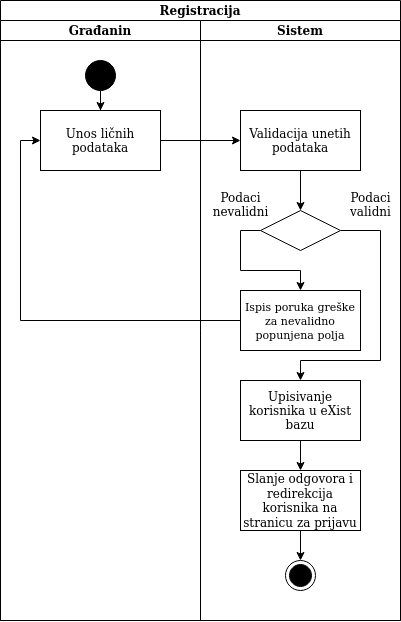 Registracija
Građanin
Sistem
Unos ličnih
podataka
Validacija unetih
podataka
Podaci
nevalidni
Podaci
validni
Ispis poruka greške
za nevalidno
popunjena polja
Upisivanje
korisnika u eXist
bazu
Slanje odgovora i
redirekcija
korisnika na
stranicu za prijavu